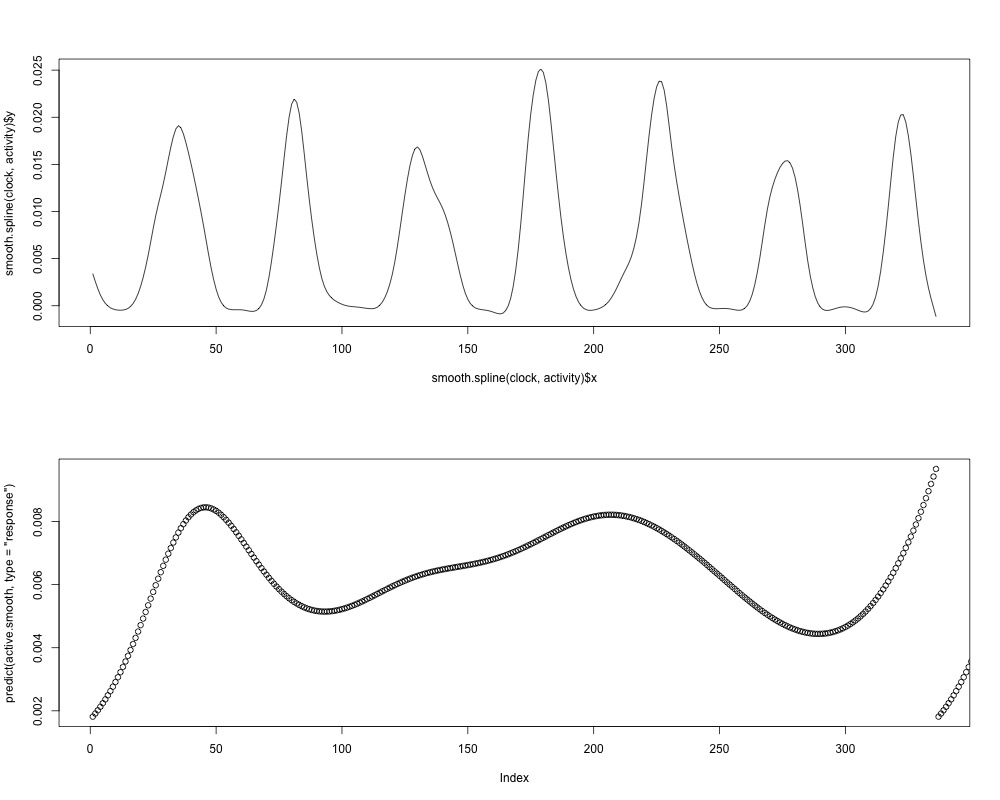 smooth.spline(clock, activity)$y
0.025
0.020
0.015
0.010
0.005
0.000
0 50 100 150 200 250 300
smooth.spline(clock, activity)$x
predict(active.smooth, type = "response")
0.008
0.006
0.004
0.002
0 50 100 150 200 250 300
Index